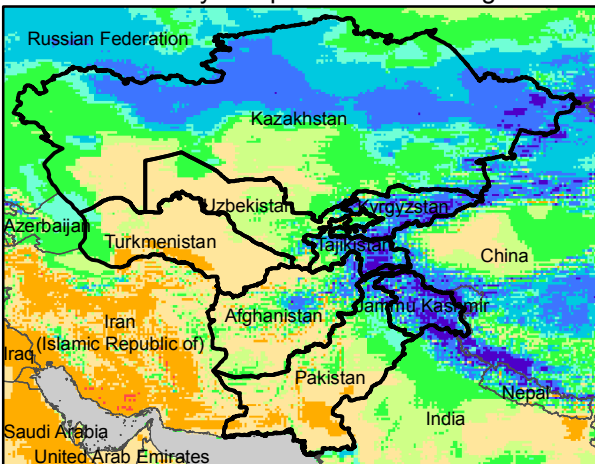 Russian Federation
Kazakhstan
Uzbekistan
Kyrgyzstan
Azerbaijan
Turkmenistan
Tajikistan
China
Jammu Kashmir
Afghanistan
Iran
(Islamic Republic of)
Iraq
Pakistan
Nepal
India
Saudi Arabia
United Arab Emirates